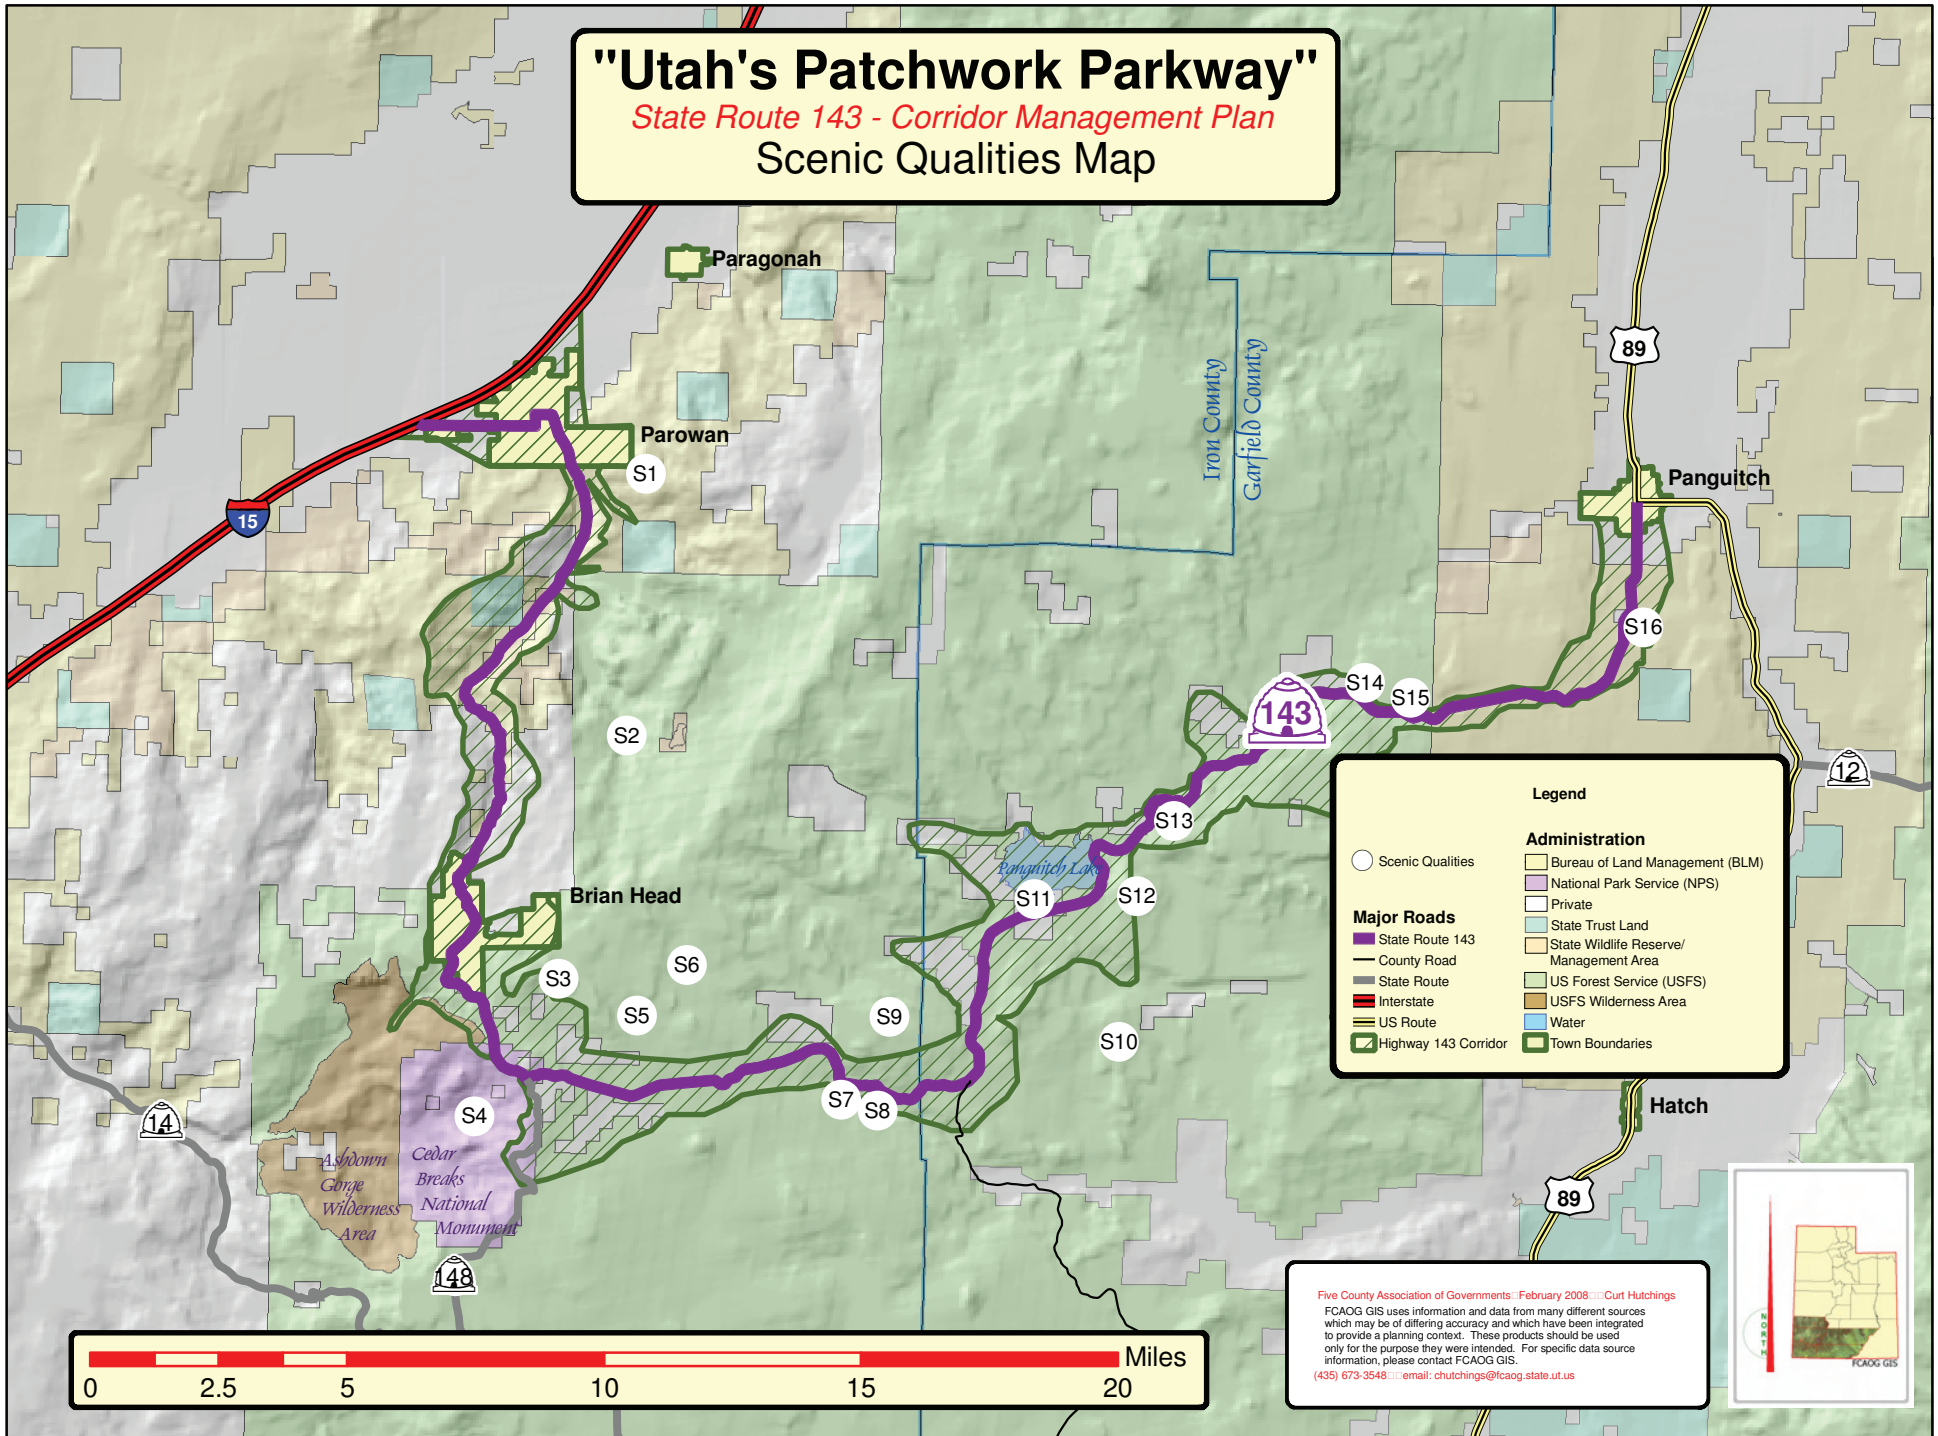 "Utah's Patchwork Parkway"
State Route 143 - Corridor Management Plan
Scenic Qualities Map
Paragonah
Parowan
S1
15
Iron County
Garfield County
89
Panguitch
S16
S14
S15
143
S2
12
S13
Panguitch Lake
S11
S12
Brian Head
S3
S6
S5
S9
S10
S7
S8
S4
14
Ashdown
Gorge
Wilderness
Area
Cedar
Breaks
National
Monument
148
Hatch
89
Legend
Scenic Qualities
Major Roads
State Route 143
County Road
State Route
Interstate
US Route
Highway 143 Corridor
Administration
Bureau of Land Management (BLM)
National Park Service (NPS)
Private
State Trust Land
State Wildlife Reserve/
Management Area
US Forest Service (USFS)
USFS Wilderness Area
Water
Town Boundaries
Miles
0 2.5 5 10 15 20
Five County Association of Governments□February 2008□□Curt Hutchings
FCAOG GIS uses information and data from many different sources
which may be of differing accuracy and which have been integrated
to provide a planning context. These products should be used
only for the purpose they were intended. For specific data source
information, please contact FCAOG GIS.
(435) 673-3548□□email: chutchings@fcaog.state.ut.us
NORTH
FCAOG GIS